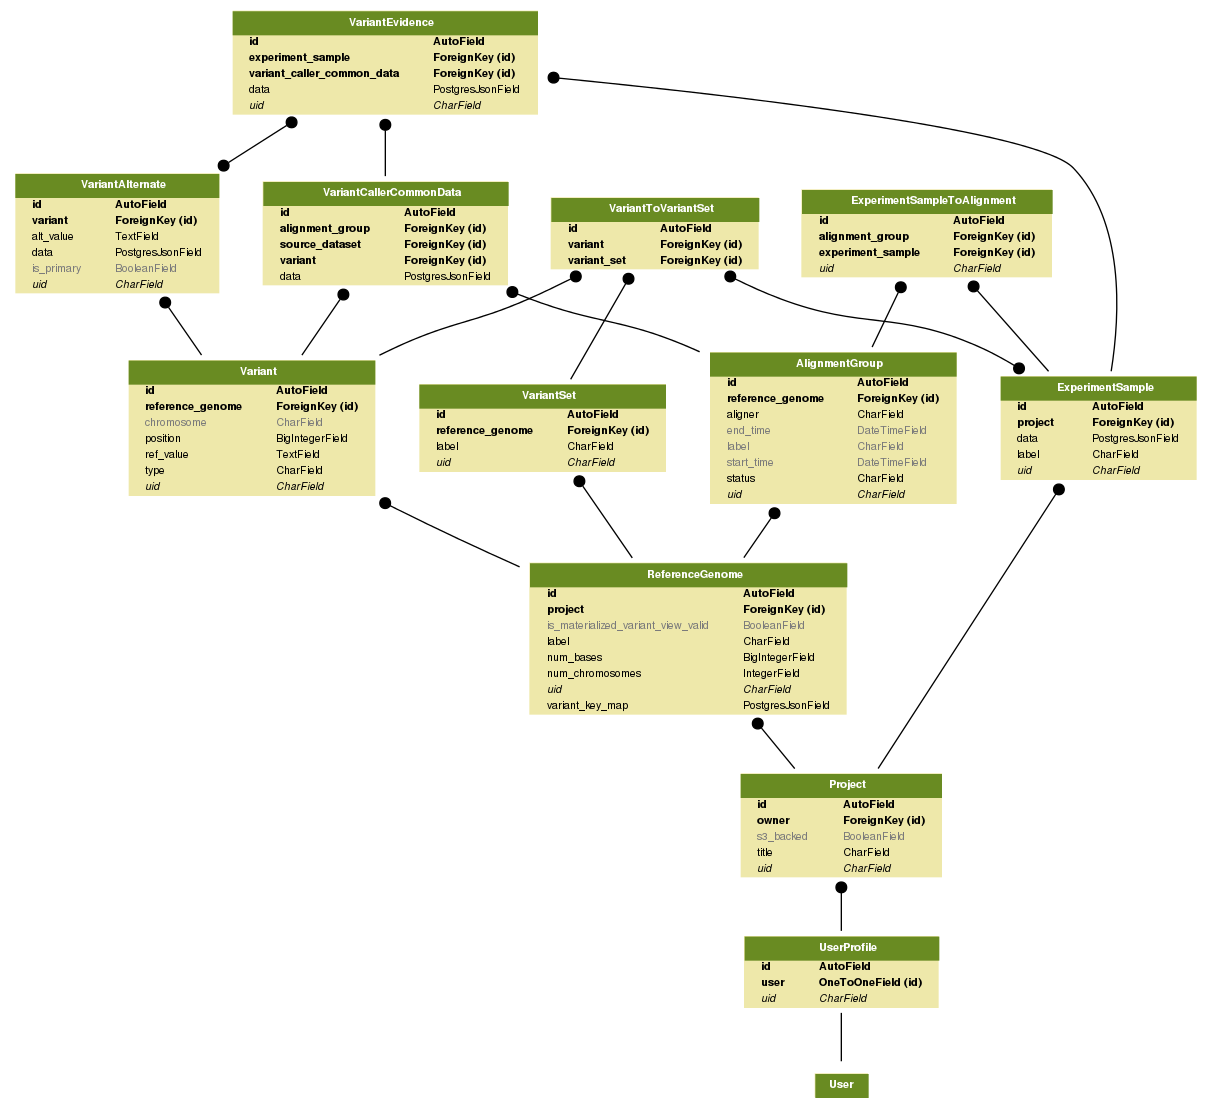 VariantEvidence
id AutoField
experiment_sample ForeignKey (id)
variant_caller_common_data ForeignKey (id)
data PostgresJsonField
uid CharField
VariantAlternate
id AutoField
variant ForeignKey (id)
alt_value TextField
data PostgresJsonField
is_primary BooleanField
uid CharField
VariantCallerCommonData
id AutoField
alignment_group ForeignKey (id)
source_dataset ForeignKey (id)
variant ForeignKey (id)
data PostgresJsonField
VariantToVariantSet
id AutoField
variant ForeignKey (id)
variant_set ForeignKey (id)
ExperimentSampleToAlignment
id AutoField
alignment_group ForeignKey (id)
experiment_sample ForeignKey (id)
uid CharField
Variant
id AutoField
reference_genome ForeignKey (id)
chromosome CharField
position BigIntegerField
ref_value TextField
type CharField
uid CharField
VariantSet
id AutoField
reference_genome ForeignKey (id)
label CharField
uid CharField
AlignmentGroup
id AutoField
reference_genome ForeignKey (id)
aligner CharField
end_time DateTimeField
label CharField
start_time DateTimeField
status CharField
uid CharField
ExperimentSample
id AutoField
project ForeignKey (id)
data PostgresJsonField
label CharField
uid CharField
ReferenceGenome
id AutoField
project ForeignKey (id)
is_materialized_variant_view_valid BooleanField
label CharField
num_bases BigIntegerField
num_chromosomes IntegerField
uid CharField
variant_key_map PostgresJsonField
Project
id AutoField
owner ForeignKey (id)
s3_backed BooleanField
title CharField
uid CharField
UserProfile
id AutoField
user OneToOneField (id)
uid CharField
User